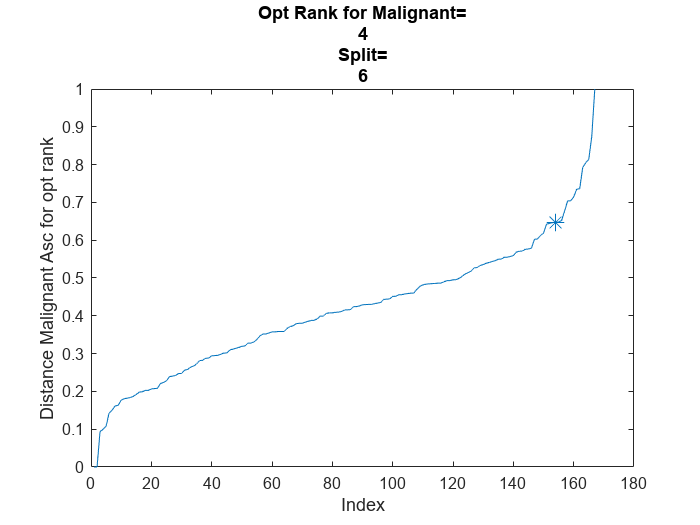 Opt Rank for Malignant=
4
Split=
6
1
0.9
0.8
0.7
0.6
0.5
0.4
0.3
0.2
0.1
0
Distance Malignant Asc for opt rank
0 20 40 60 80 100 120 140 160 180
Index